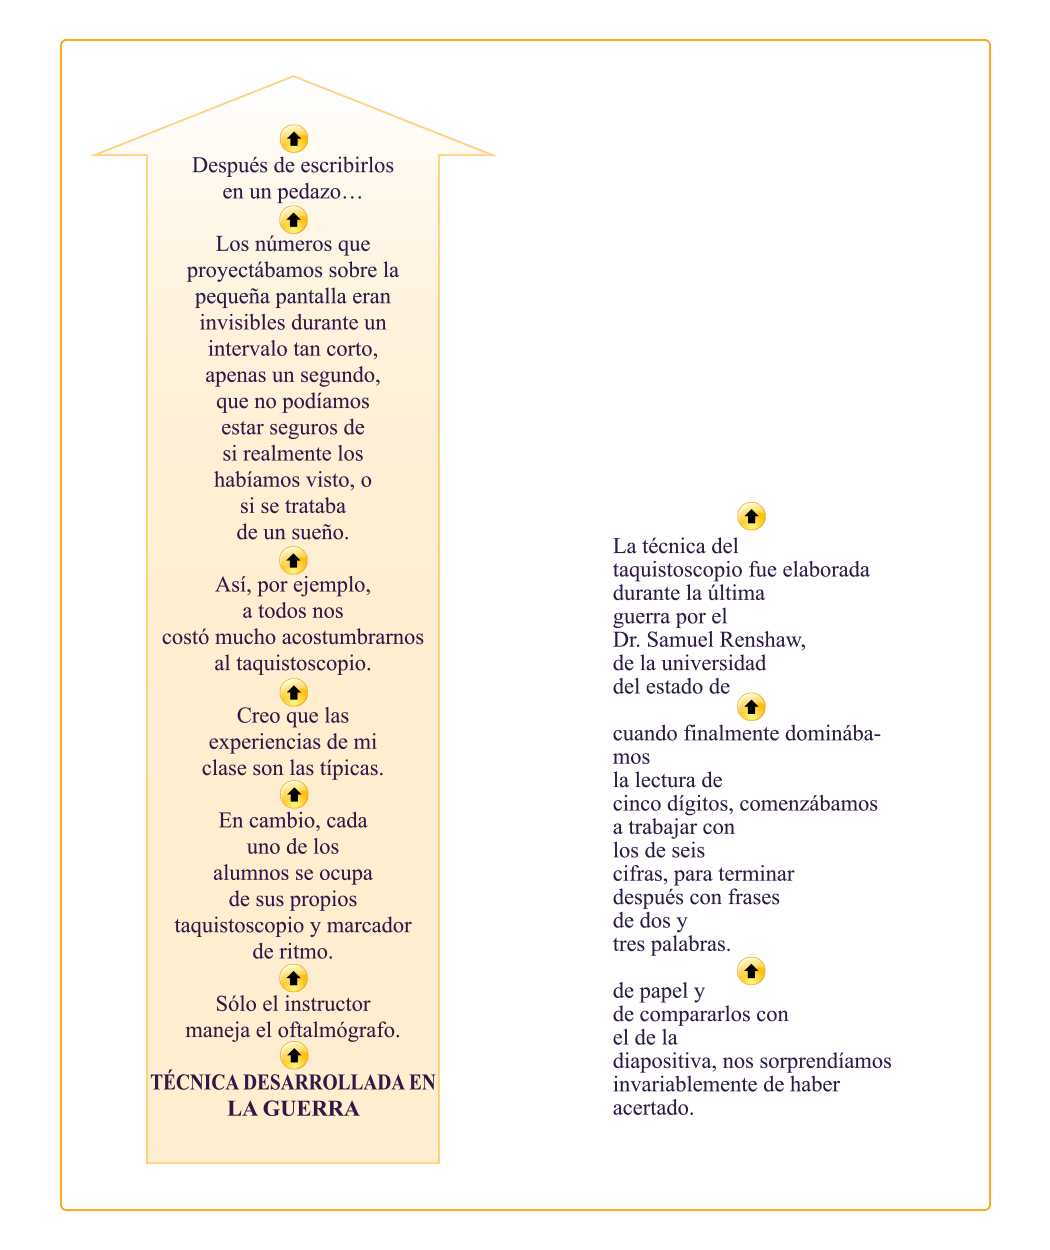 Después de escribirlos
en un pedazo…
Los números que
proyectábamos sobre la
pequeña pantalla eran
invisibles durante un
intervalo tan corto,
apenas un segundo,
que no podíamos
estar seguros de
si realmente los
habíamos visto, o
si se trataba
de un sueño.
Así, por ejemplo,
a todos nos
costó mucho acostumbrarnos
al taquistoscopio.
Creo que las
experiencias de mi
clase son las típicas.
En cambio, cada
uno de los
alumnos se ocupa
de sus propios
taquistoscopio y marcador
de ritmo.
Sólo el instructor
maneja el oftalmógrafo.
TÉCNICA DESARROLLADA EN
LA GUERRA
La técnica del
taquistoscopio fue elaborada
durante la última
guerra por el
Dr. Samuel Renshaw,
de la universidad
del estado de
cuando finalmente dominába-
mos
la lectura de
cinco dígitos, comenzábamos
a trabajar con
los de seis
cifras, para terminar
después con frases
de dos y
tres palabras.
de papel y
de compararlos con
el de la
diapositiva, nos sorprendíamos
invariablemente de haber
acertado.